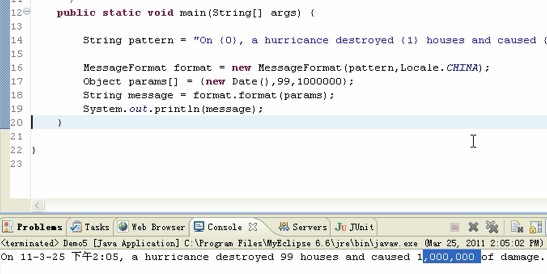 12 public static void main(String[] args) {
13
14 String pattern = "On {0}, a hurricance destroyed {1} houses and caused {
15
16 MessageFormat format = new MessageFormat(pattern,Locale.CHINA);
17 Object params[] = {new Date(),99,1000000};
18 String message = format.format(params);
19 System.out.println(message);
20 }
21
22 }
23
Problems Tasks Web Browser Console Servers JUnit
<terminated> Demo5 [Java Application] C:\Program Files\MyEclipse 6.6\jre\bin\javaw.exe (Mar 25, 2011 2:05:02 PM)
On 11-3-25 下午2:05, a hurricance destroyed 99 houses and caused 1,000,000 of damage.